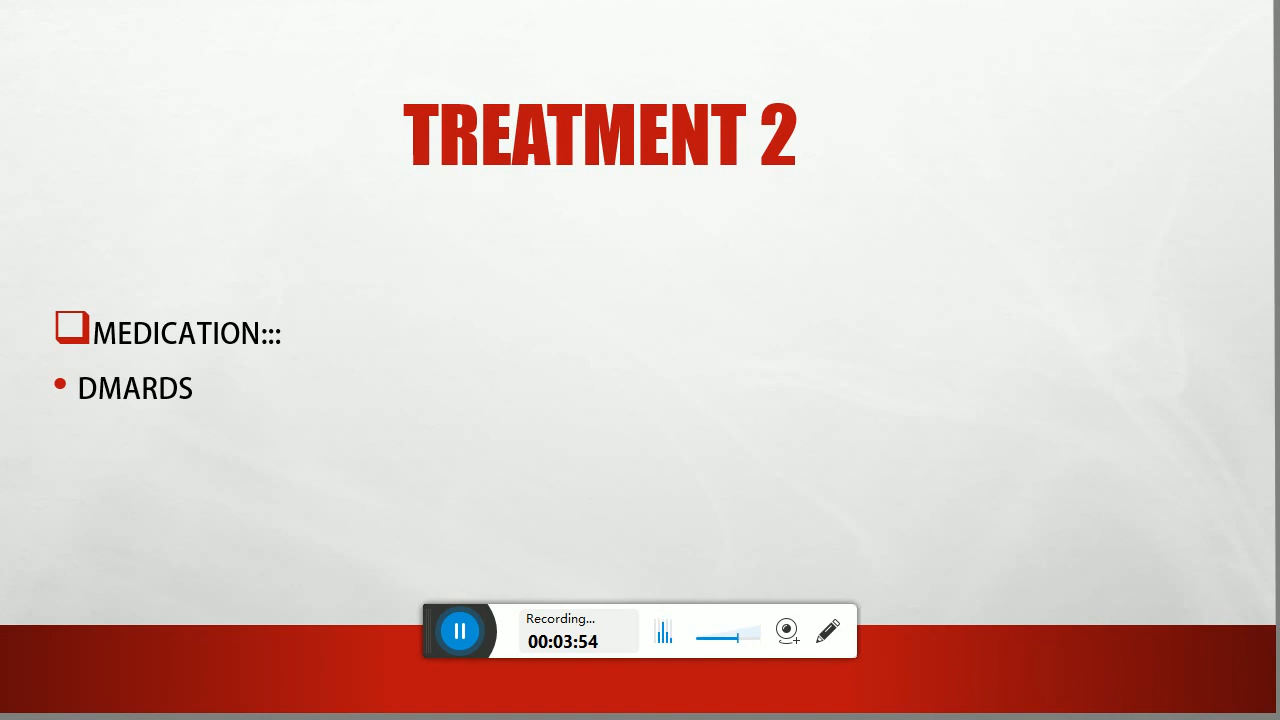 TREATMENT 2
MEDICATION:::
DMARDS
Recording...
00:03:54